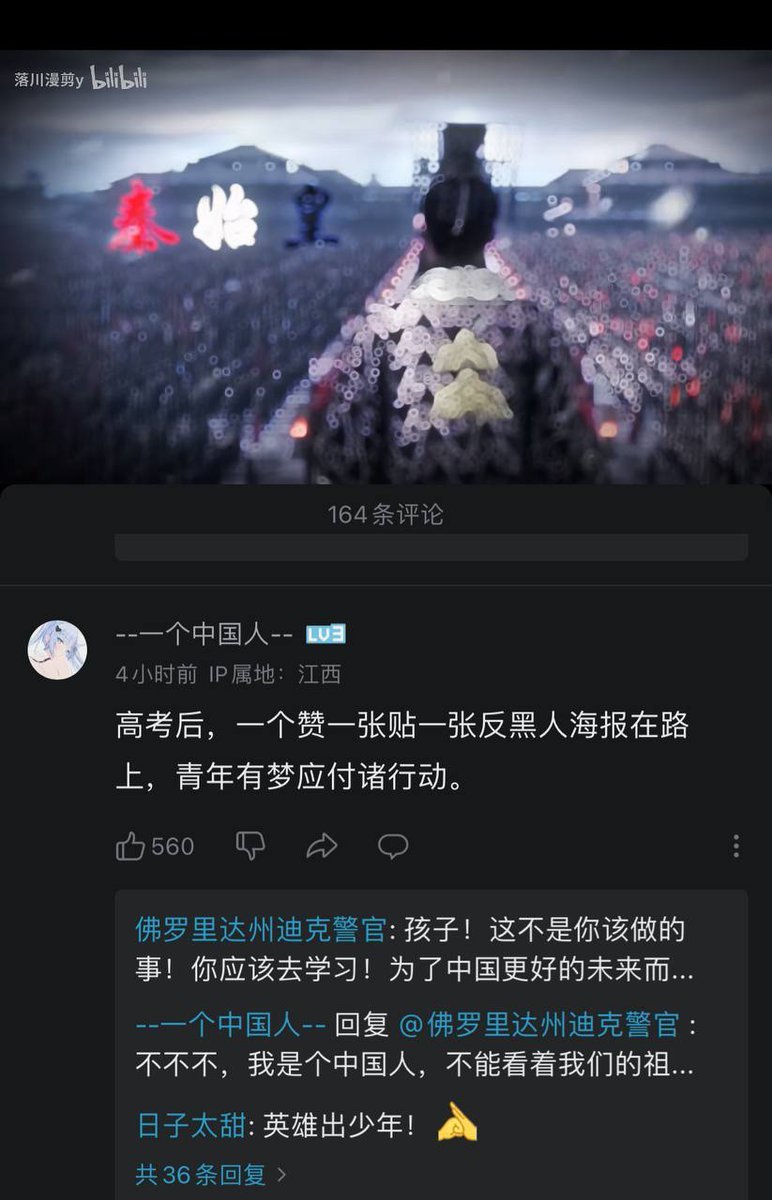 落川漫剪y bilibili
秦始皇
164条评论
--一个中国人-- LV3
4小时前 IP属地：江西
高考后，一个赞一张贴一张反黑人海报在路
上，青年有梦应付诸行动。
560
佛罗里达州迪克警官: 孩子！这不是你该做的
事！你应该去学习！为了中国更好的未来而...
--一个中国人-- 回复 @佛罗里达州迪克警官 :
不不不，我是个中国人，不能看着我们的祖...
日子太甜: 英雄出少年！
共36条回复